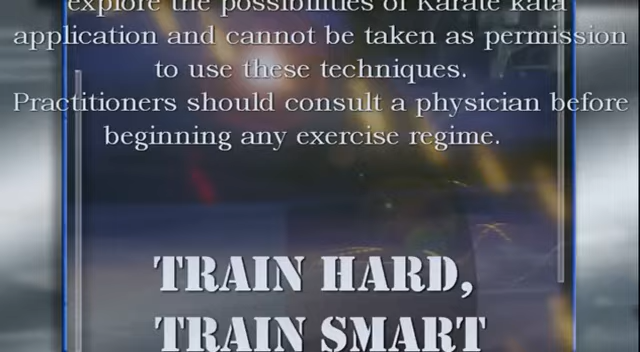 explore the possibilities of Karate kata
application and cannot be taken as permission
to use these techniques.
Practitioners should consult a physician before
beginning any exercise regime.
TRAIN HARD,
TRAIN SMART